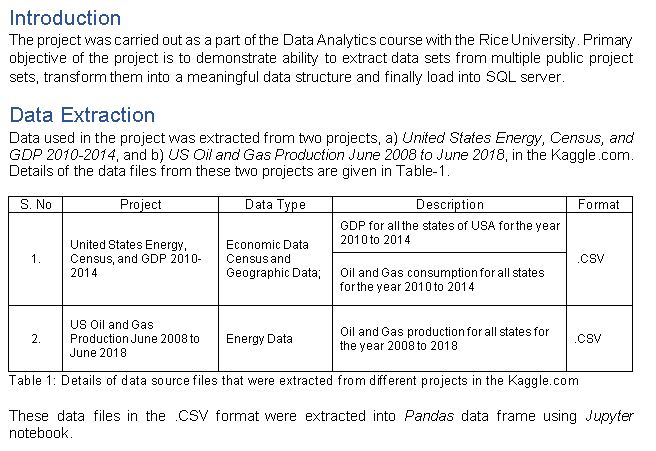 Introduction
The project was carried out as a part of the Data Analytics course with the Rice University. Primary
objective of the project is to demonstrate ability to extract data sets from multiple public project
sets, transform them into a meaningful data structure and finally load into SQL server.
Data Extraction
Data used in the project was extracted from two projects, a) United States Energy, Census, and
GDP 2010-2014, and b) US Oil and Gas Production June 2008 to June 2018, in the Kaggle.com.
Details of the data files from these two projects are given in Table-1.
S. No Project Data Type Description Format
1.
United States Energy,
Census, and GDP 2010-
2014
Economic Data
Census and
Geographic Data;
GDP for all the states of USA for the year
2010 to 2014
Oil and Gas consumption for all states
for the year 2010 to 2014
.CSV
2.
US Oil and Gas
Production June 2008 to
June 2018
Energy Data
Oil and Gas production for all states for
the year 2008 to 2018
.CSV
Table 1: Details of data source files that were extracted from different projects in the Kaggle.com
These data files in the .CSV format were extracted into Pandas data frame using Jupyter
notebook.